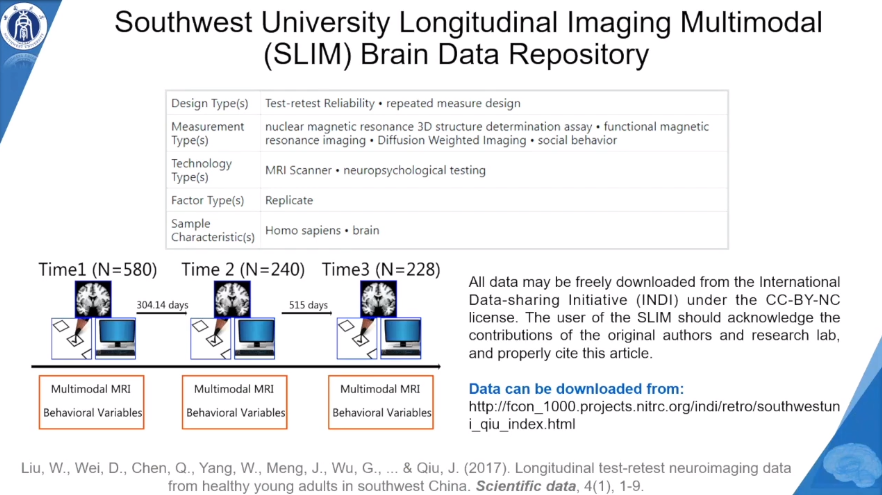 Southwest University Longitudinal Imaging Multimodal
(SLIM) Brain Data Repository
Design Type(s) Test-retest Reliability • repeated measure design
Measurement Type(s) nuclear magnetic resonance 3D structure determination assay • functional magnetic
resonance imaging • Diffusion Weighted Imaging • social behavior
Technology Type(s) MRI Scanner • neuropsychological testing
Factor Type(s) Replicate
Sample Characteristic(s) Homo sapiens • brain
Time1 (N=580) Time 2 (N=240) Time3 (N=228)
304.14 days 515 days
Multimodal MRI
Behavioral Variables
Multimodal MRI
Behavioral Variables
Multimodal MRI
Behavioral Variables
All data may be freely downloaded from the International
Data-sharing Initiative (INDI) under the CC-BY-NC
license. The user of the SLIM should acknowledge the
contributions of the original authors and research lab,
and properly cite this article.
Data can be downloaded from:
http://fcon_1000.projects.nitrc.org/indi/retro/southwestun
i_qiu_index.html
Liu, W., Wei, D., Chen, Q., Yang, W., Meng, J., Wu, G., ... & Qiu, J. (2017). Longitudinal test-retest neuroimaging data
from healthy young adults in southwest China. Scientific data, 4(1), 1-9.